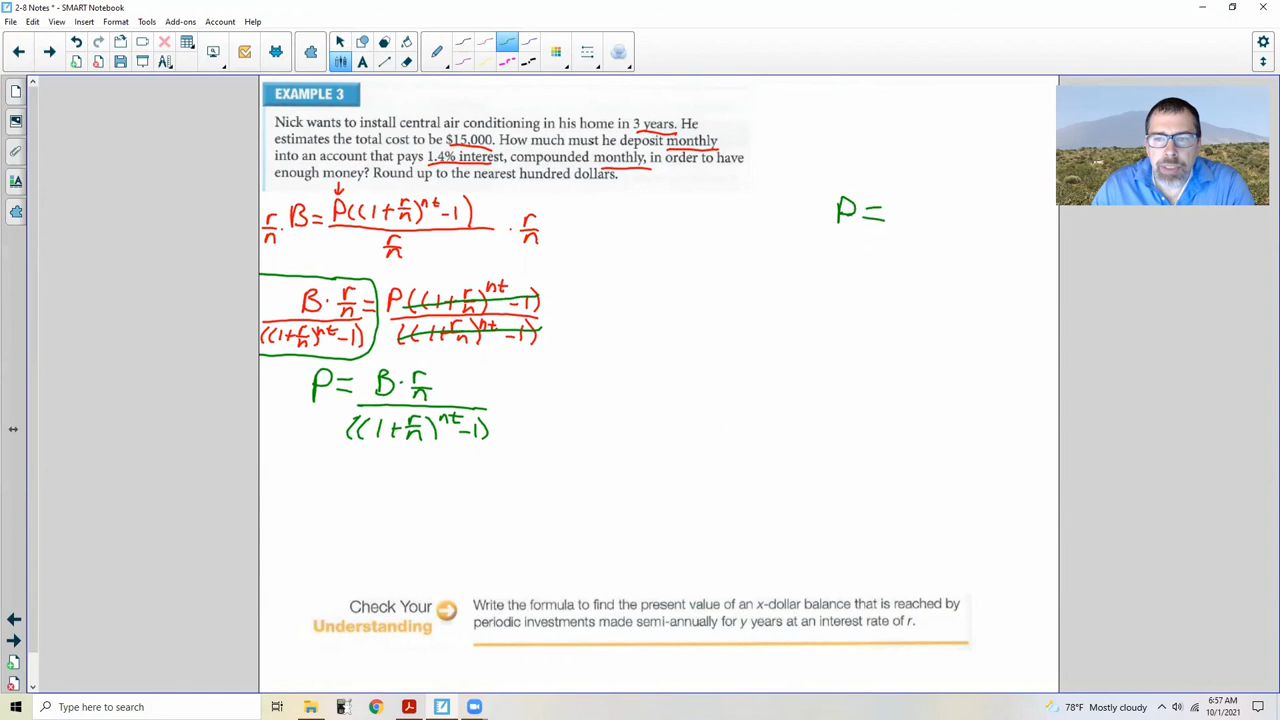 2-8 Notes * - SMART Notebook
File Edit View Insert Format Tools Add-ons Account Help
EXAMPLE 3
Nick wants to install central air conditioning in his home in 3 years. He
estimates the total cost to be $15,000. How much must he deposit monthly
into an account that pays 1.4% interest, compounded monthly, in order to have
enough money? Round up to the nearest hundred dollars.
r/n · B = P((1+r/n)^nt -1) / r/n · r/n
P =
B · r/n / ((1+r/n)^nt -1) = P((1+r/n)^nt -1) / ((1+r/n)^nt -1)
P = B · r/n / ((1+r/n)^nt -1)
Check Your
Understanding
Write the formula to find the present value of an x-dollar balance that is reached by
periodic investments made semi-annually for y years at an interest rate of r.
Type here to search
78°F Mostly cloudy
6:57 AM
10/1/2021